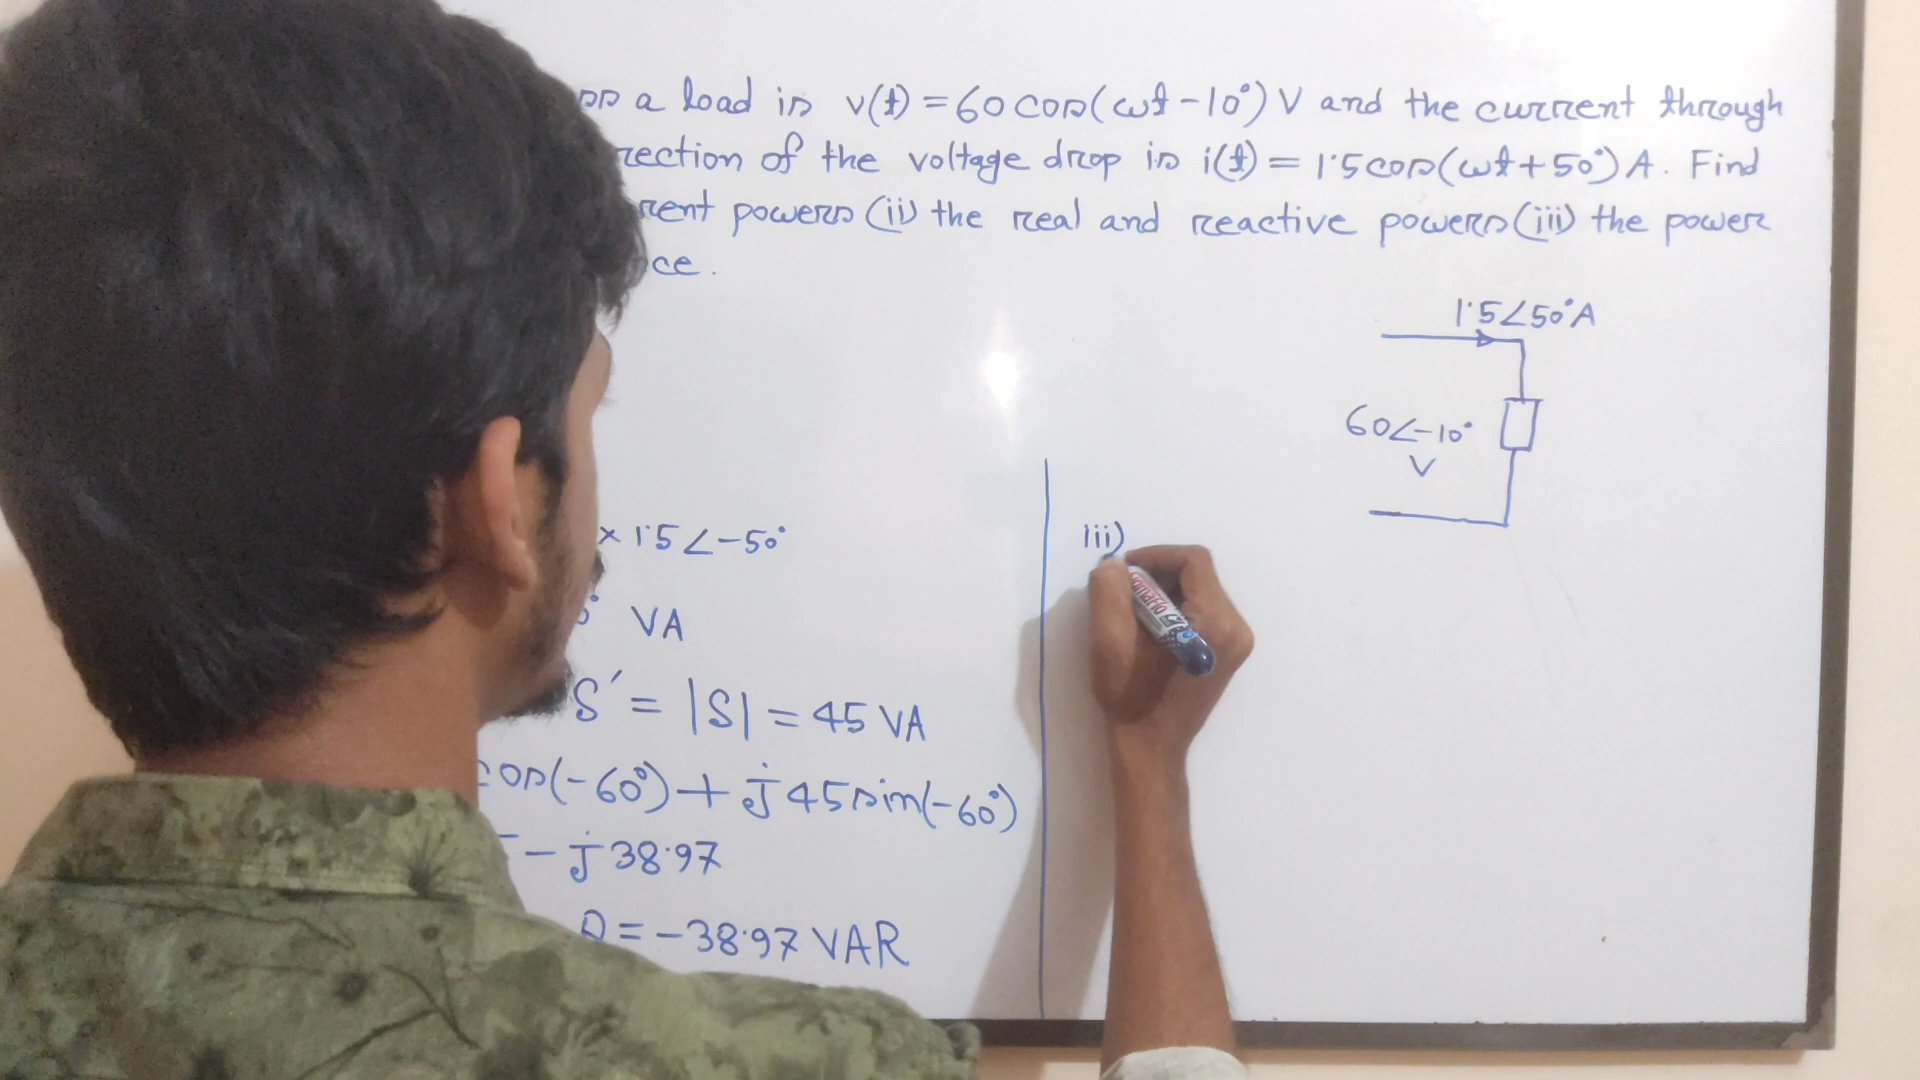 a load is v(t) = 60 cos(ωt - 10°) V and the current through
rection of the voltage drop is i(t) = 1.5 cos(ωt + 50°) A. Find
rent powers (ii) the real and reactive powers (iii) the power
ce.
1.5∠50°A
60∠-10°
V
× 1.5∠-50°
VA
S' = |S| = 45 VA
cos(-60°) + j 45 sin(-60°)
- j 38.97
Q = -38.97 VAR
iii)